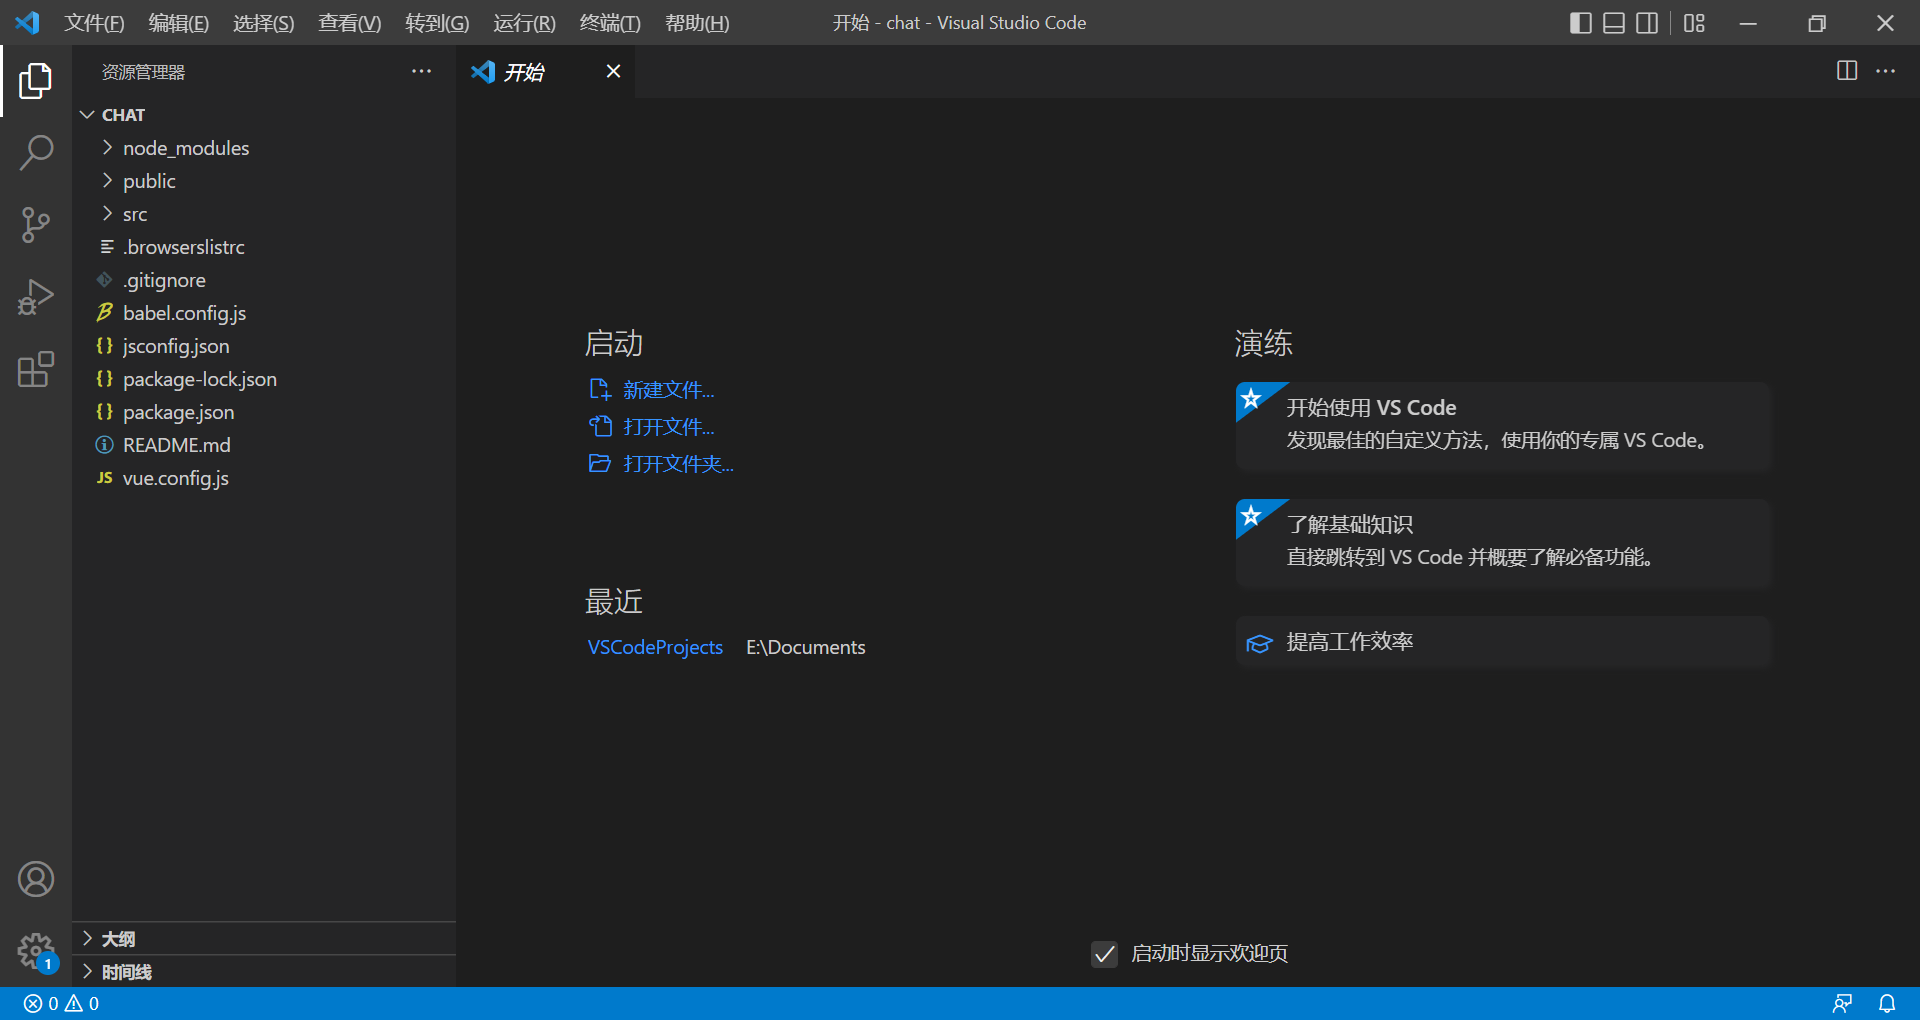 文件(F) 编辑(E) 选择(S) 查看(V) 转到(G) 运行(R) 终端(T) 帮助(H) 开始 - chat - Visual Studio Code
资源管理器
开始
CHAT
node_modules
public
src
.browserslistrc
.gitignore
babel.config.js
JS vue.config.js
jsconfig.json
package-lock.json
package.json
README.md
大纲
时间线
1
启动
新建文件...
打开文件...
打开文件夹...
最近
VSCodeProjects E:\Documents
演练
开始使用 VS Code
发现最佳的自定义方法，使用你的专属 VS Code。
了解基础知识
直接跳转到 VS Code 并概要了解必备功能。
提高工作效率
启动时显示欢迎页
0 0